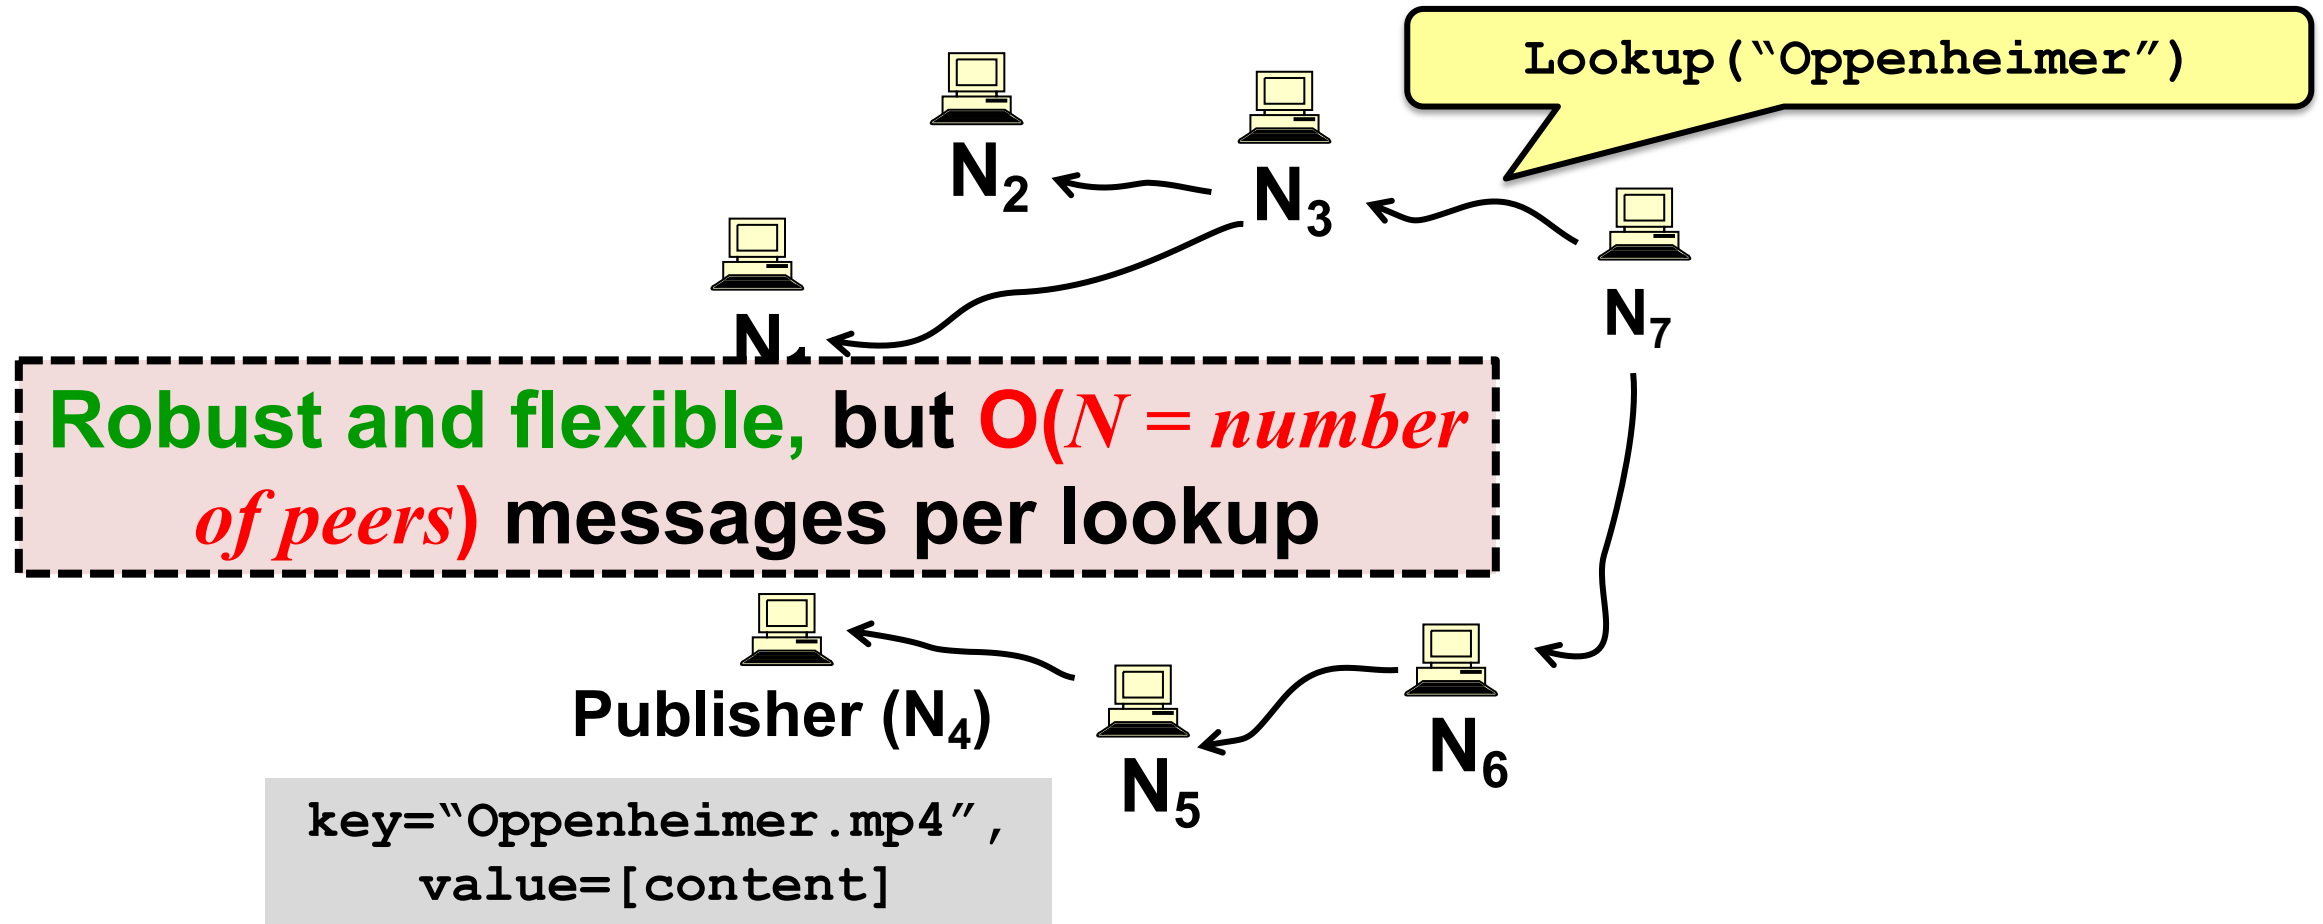 Lookup(“Oppenheimer”)
N2
N3
N7
N1
Robust and flexible, but O(N = number
of peers) messages per lookup
Publisher (N4)
N5
N6
key=“Oppenheimer.mp4”,
value=[content]